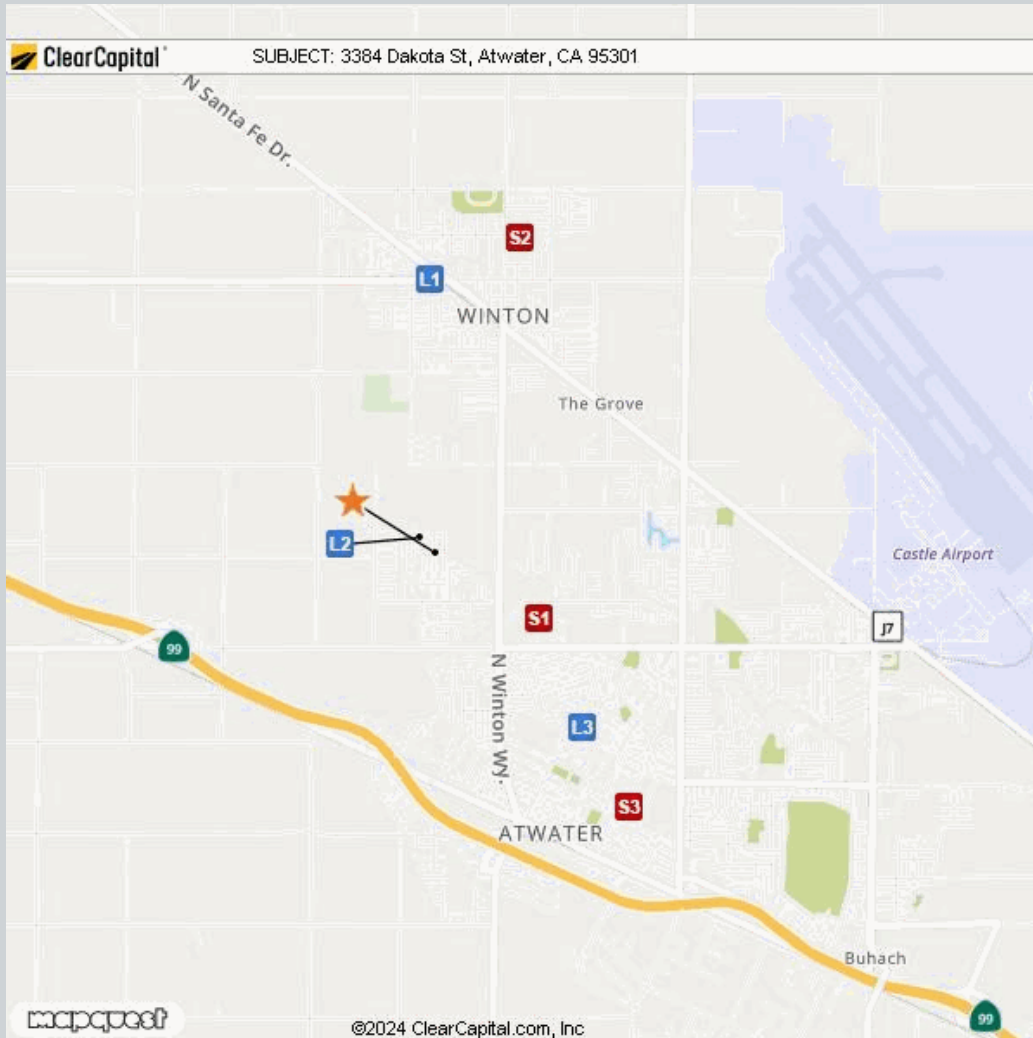 ClearCapital®
SUBJECT: 3384 Dakota St, Atwater, CA 95301
N Santa Fe Dr.
S2
L1
WINTON
The Grove
L2
Castle Airport
S1
J7
99
N Winton Wy.
L3
S3
ATWATER
Buhach
99
mapquest
©2024 ClearCapital.com, Inc